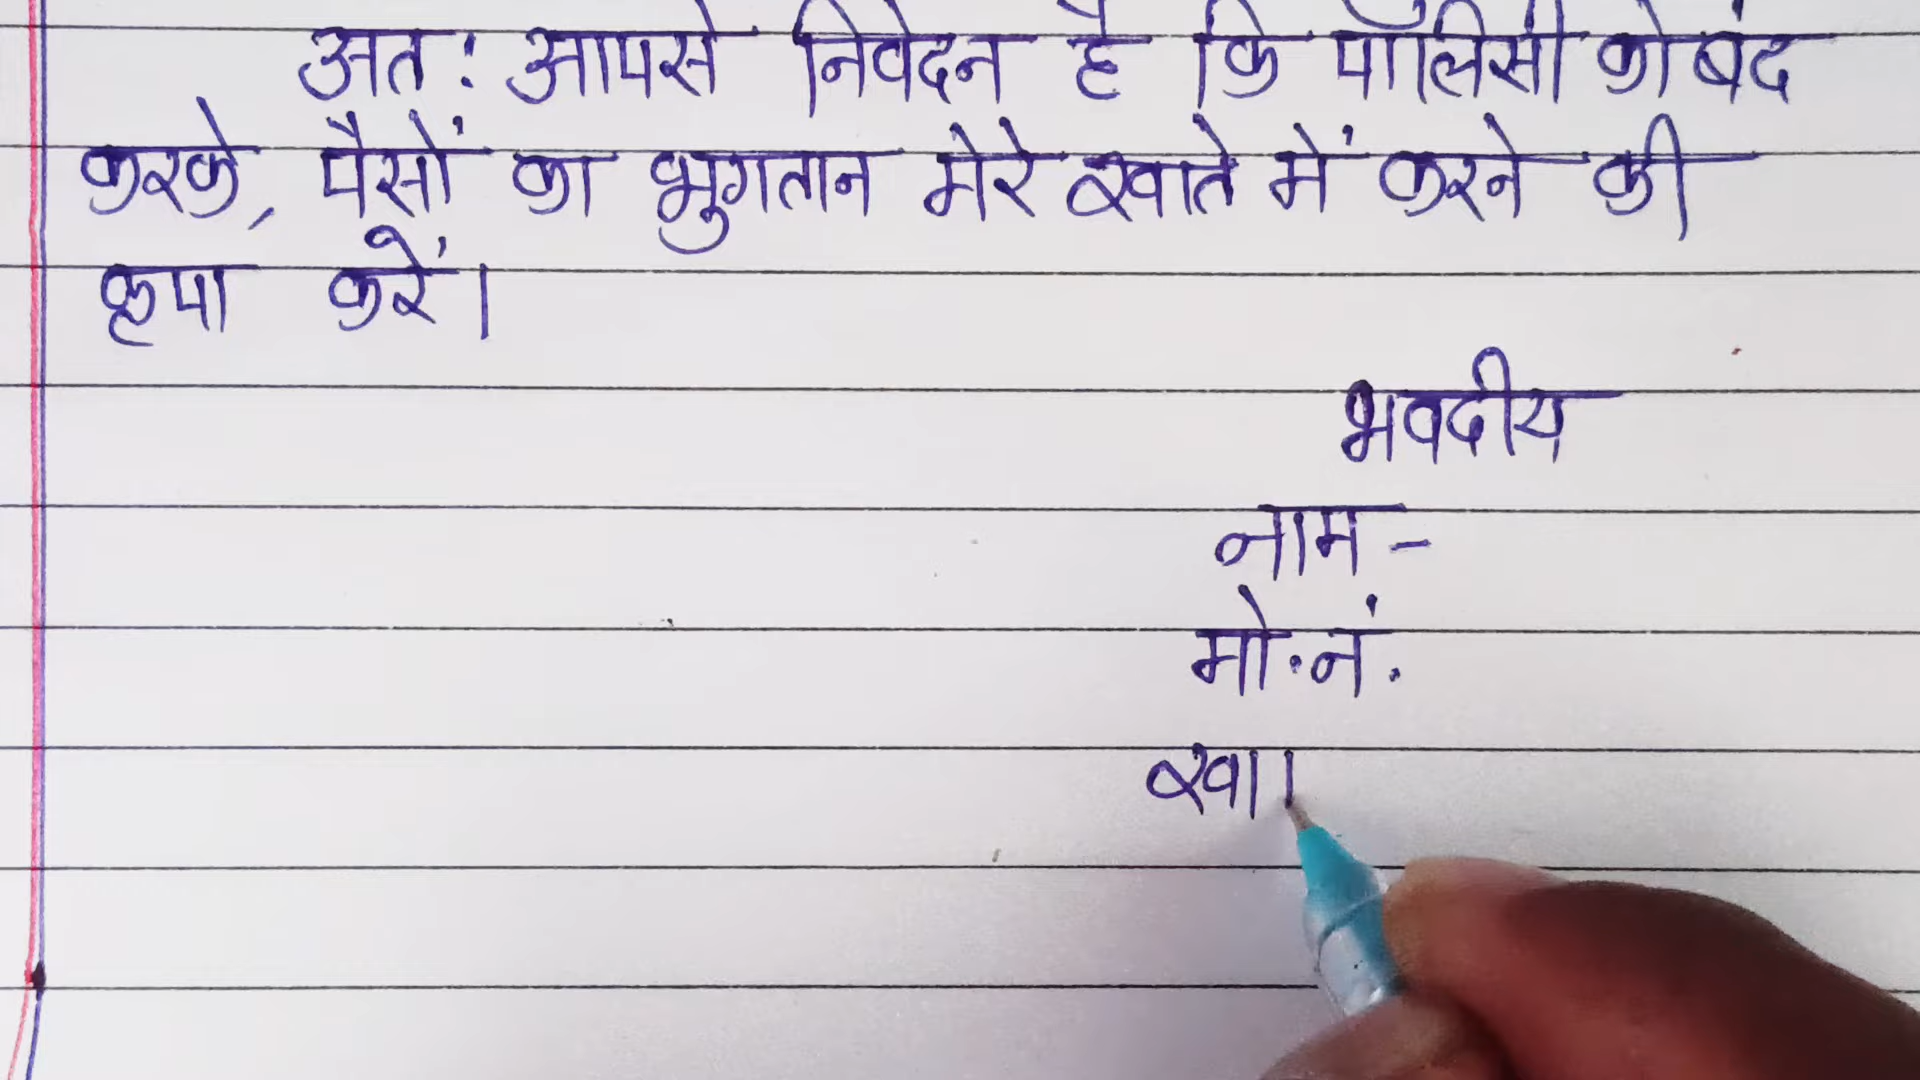 अत: आपसे निवेदन है कि पॉलिसी को बंद
करके, पैसों का भुगतान मेरे खाते में करने की
कृपा करें।
भवदीय
नाम -
मो.नं.
खा